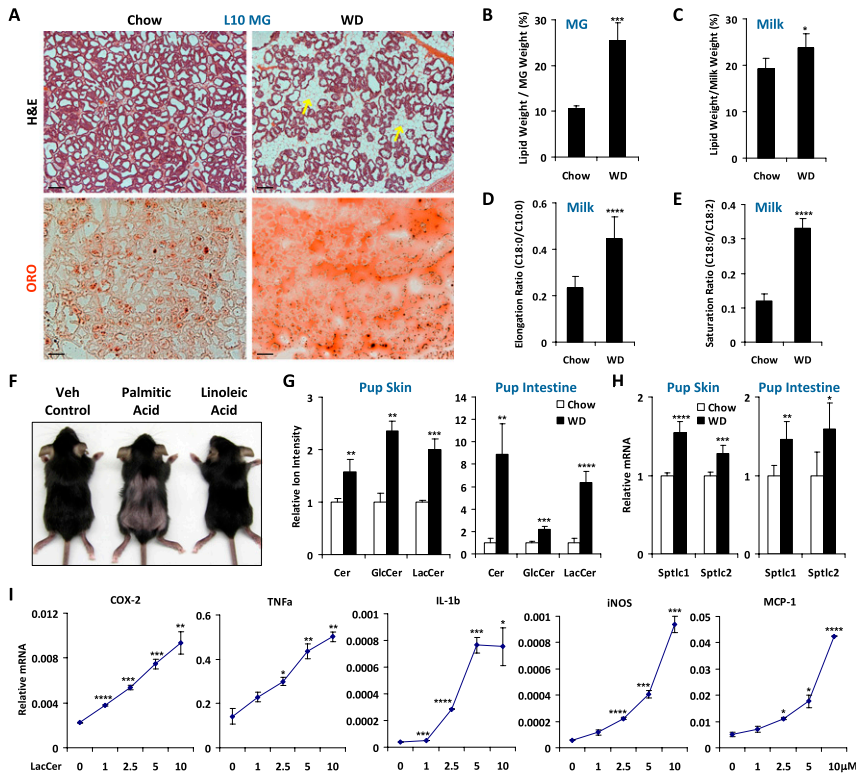 A
Chow L10 MG WD
H&E
ORO
B
Lipid Weight / MG Weight (%)
30
20
10
0
MG
***
Chow WD
C
Lipid Weight/Milk Weight (%)
30
20
10
0
Milk
*
Chow WD
D
Elongation Ratio (C18:0/C10:0)
0.6
0.4
0.2
0
Milk
****
Chow WD
E
Saturation Ratio (C18:0/C18:2)
0.4
0.3
0.2
0.1
0
Milk
****
Chow WD
F
Veh Palmitic Linoleic
Control Acid Acid
G
Pup Skin
Relative Ion Intensity
3
2
1
0
** ** ***
Cer GlcCer LacCer
Pup Intestine
Chow
WD
14
12
10
8
6
4
2
0
** *** ****
Cer GlcCer LacCer
H
Pup Skin
Chow
WD
Relative mRNA
2
1
0
**** ***
Sptlc1 Sptlc2
Pup Intestine
2
1
0
** *
Sptlc1 Sptlc2
I
COX-2
Relative mRNA
0.012
0.008
0.004
0
**** *** *** **
LacCer 0 1 2.5 5 10
TNFa
0.6
0.4
0.2
0
* ** **
0 1 2.5 5 10
IL-1b
0.001
0.0008
0.0006
0.0004
0.0002
0
*** **** *** *
0 1 2.5 5 10
iNOS
0.001
0.0008
0.0006
0.0004
0.0002
0
**** *** ***
0 1 2.5 5 10
MCP-1
0.05
0.04
0.03
0.02
0.01
0
* * ****
0 1 2.5 5 10µM